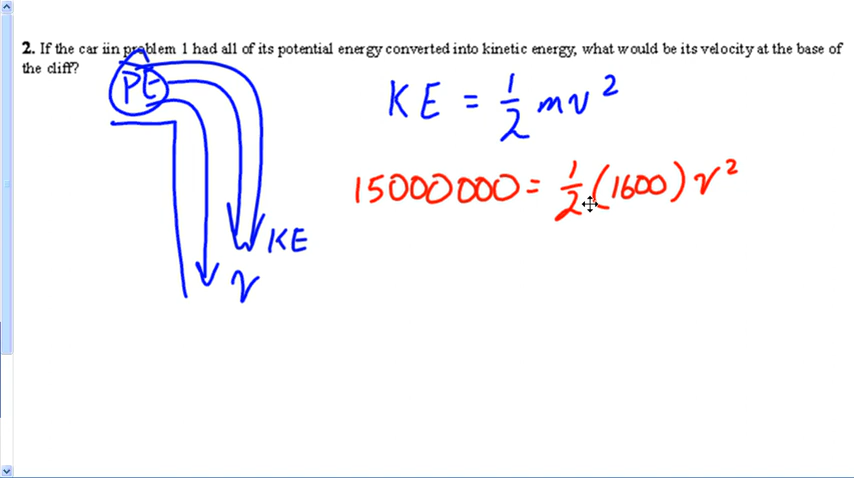 2. If the car iin problem 1 had all of its potential energy converted into kinetic energy, what would be its velocity at the base of
the cliff?
PE
KE = 1/2 mv²
15000000 = 1/2 (1600) v²
KE
v